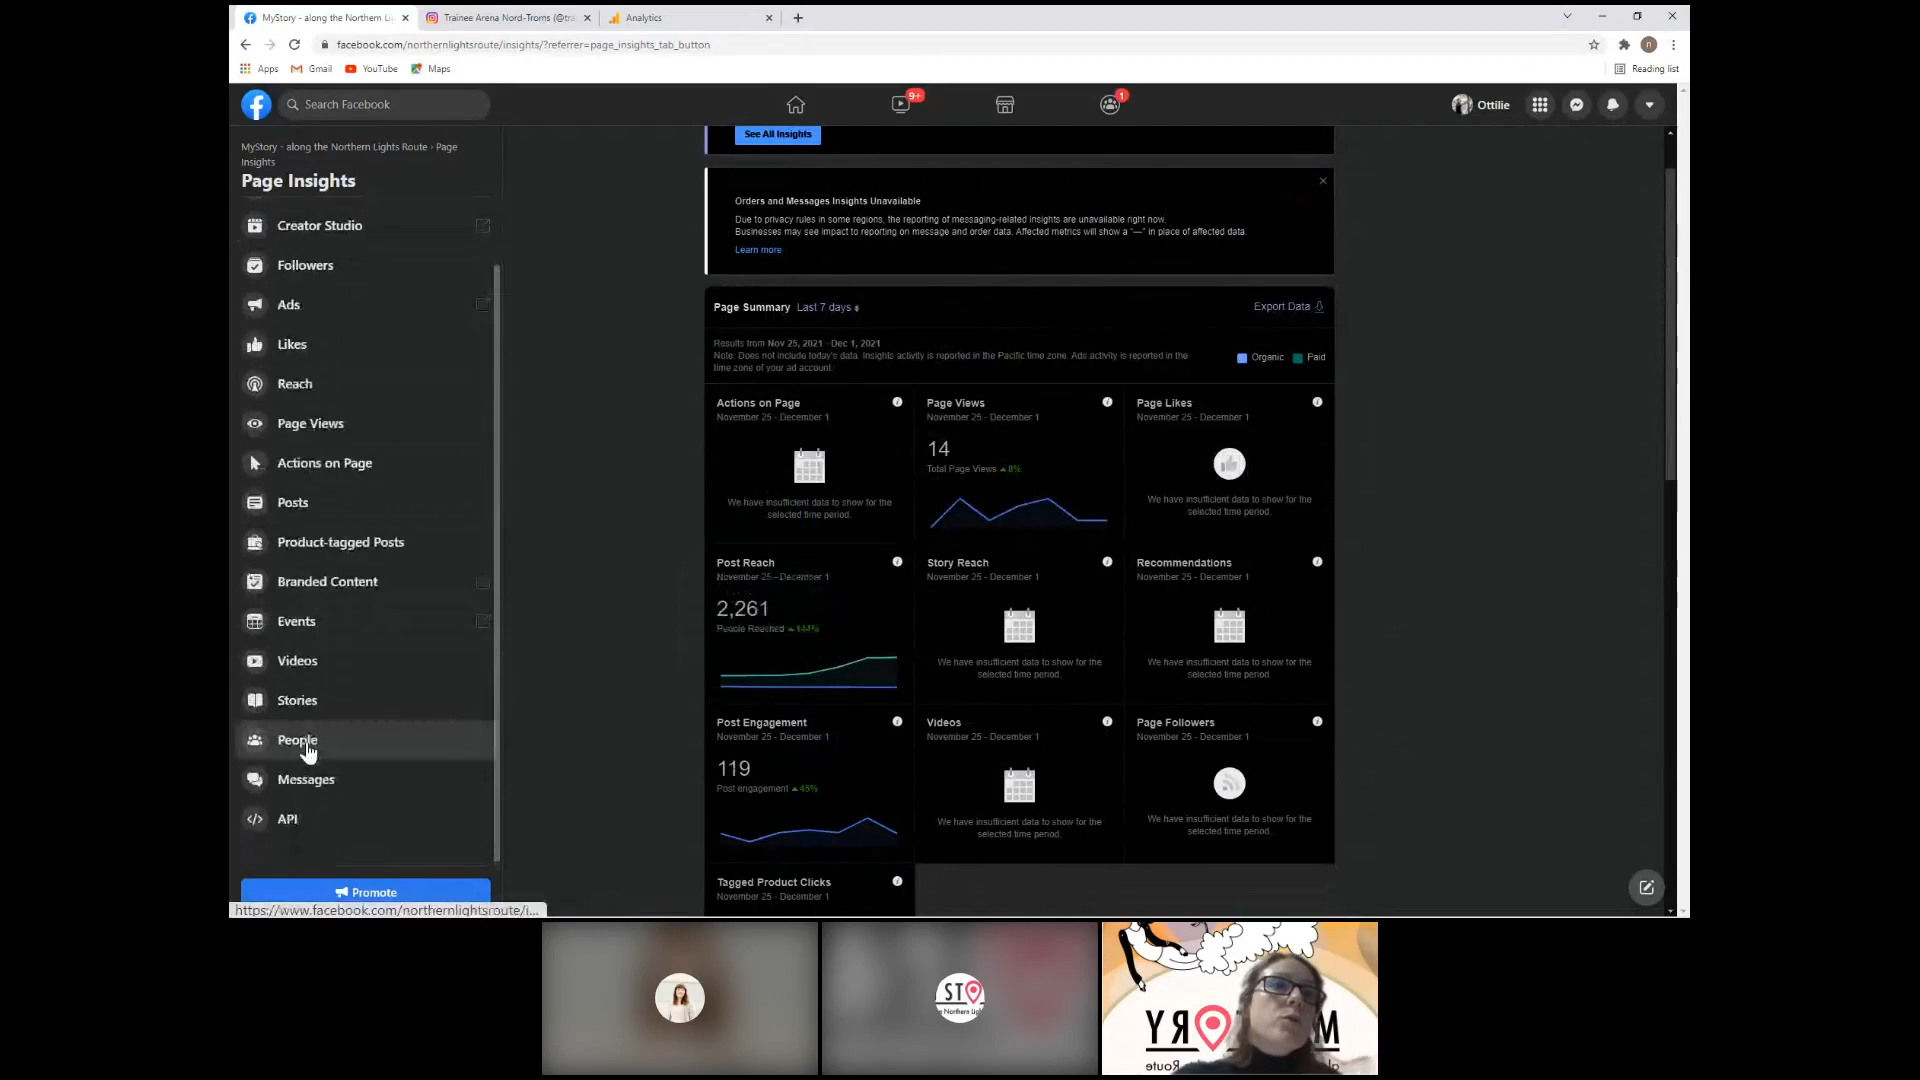 MyStory - along the Northern Li
Trainee Arena Nord-Troms (@tra
Analytics
facebook.com/northernlightsroute/insights/?referrer=page_insights_tab_button
n
Apps
Gmail
YouTube
Maps
Reading list
Search Facebook
9+
1
Ottilie
MyStory - along the Northern Lights Route › Page
Insights
Page Insights
Creator Studio
Followers
Ads
Likes
Reach
Page Views
Actions on Page
Posts
Product-tagged Posts
Branded Content
Events
Videos
Stories
People
Messages
API
Promote
https://www.facebook.com/northernlightsroute/i...
See All Insights
Orders and Messages Insights Unavailable
Due to privacy rules in some regions, the reporting of messaging-related insights are unavailable right now.
Businesses may see impact to reporting on message and order data. Affected metrics will show a "—" in place of affected data.
Learn more
Page Summary Last 7 days
Export Data
Results from Nov 25, 2021 - Dec 1, 2021
Note: Does not include today's data. Insights activity is reported in the Pacific time zone. Ads activity is reported in the
time zone of your ad account.
Organic
Paid
Actions on Page
November 25 - December 1
We have insufficient data to show for the
selected time period.
Page Views
November 25 - December 1
14
Total Page Views 8%
Page Likes
November 25 - December 1
We have insufficient data to show for the
selected time period.
Post Reach
November 25 - December 1
2,261
People Reached 144%
Story Reach
November 25 - December 1
We have insufficient data to show for the
selected time period.
Recommendations
November 25 - December 1
We have insufficient data to show for the
selected time period.
Post Engagement
November 25 - December 1
119
Post engagement 45%
Videos
November 25 - December 1
We have insufficient data to show for the
selected time period.
Page Followers
November 25 - December 1
We have insufficient data to show for the
selected time period.
Tagged Product Clicks
November 25 - December 1
ST
Northern Lig
M RY
Route